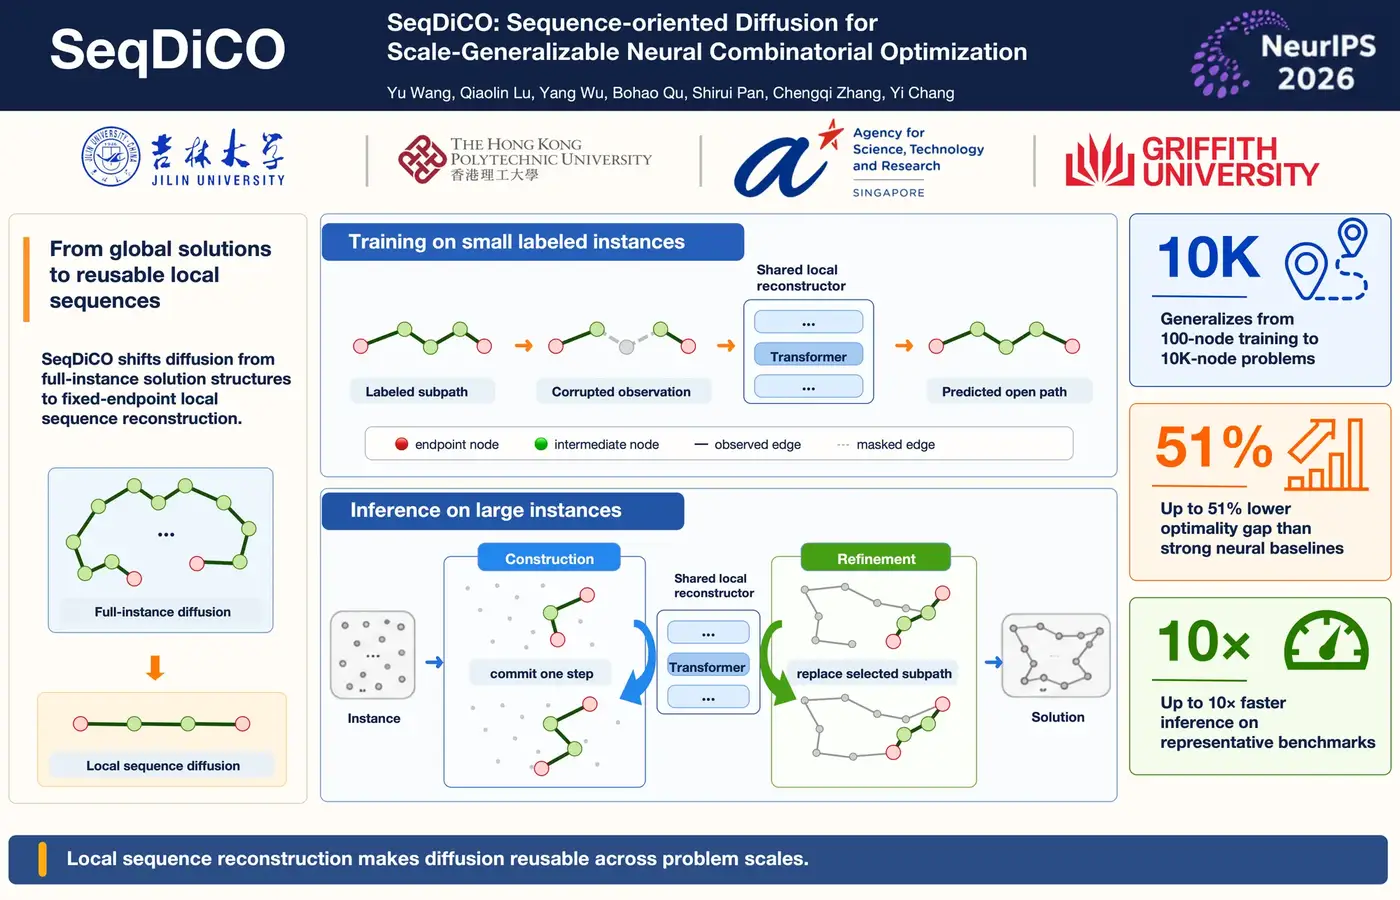 SeqDiCO
SeqDiCO: Sequence-oriented Diffusion for
Scale-Generalizable Neural Combinatorial Optimization
Yu Wang, Qiaolin Lu, Yang Wu, Bohao Qu, Shirui Pan, Chengqi Zhang, Yi Chang
NeurIPS
2026
吉林大学
JILIN UNIVERSITY
THE HONG KONG
POLYTECHNIC UNIVERSITY
香港理工大學
Agency for
Science, Technology
and Research
SINGAPORE
GRIFFITH
UNIVERSITY
From global solutions
to reusable local
sequences
SeqDiCO shifts diffusion from
full-instance solution structures
to fixed-endpoint local
sequence reconstruction.
...
Full-instance diffusion
Local sequence diffusion
Training on small labeled instances
Labeled subpath
Corrupted observation
Shared local
reconstructor
...
Transformer
...
Predicted open path
endpoint node
intermediate node
observed edge
masked edge
Inference on large instances
...
Instance
Construction
commit one step
Shared local
reconstructor
...
Transformer
...
Refinement
replace selected subpath
Solution
10K
Generalizes from
100-node training to
10K-node problems
51%
Up to 51% lower
optimality gap than
strong neural baselines
10×
Up to 10× faster
inference on
representative benchmarks
Local sequence reconstruction makes diffusion reusable across problem scales.